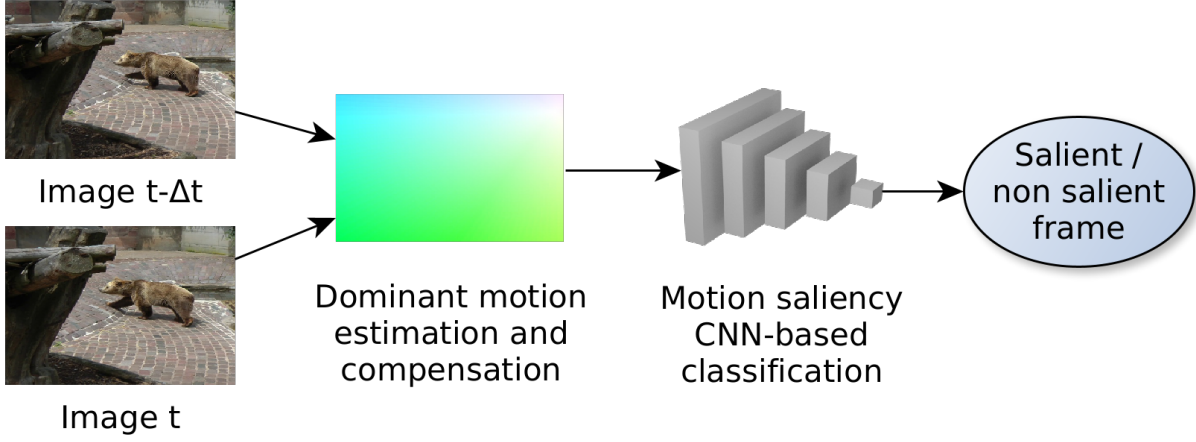 Image t-Δt
Image t
Dominant motion
estimation and
compensation
Motion saliency
CNN-based
classification
Salient /
non salient
frame